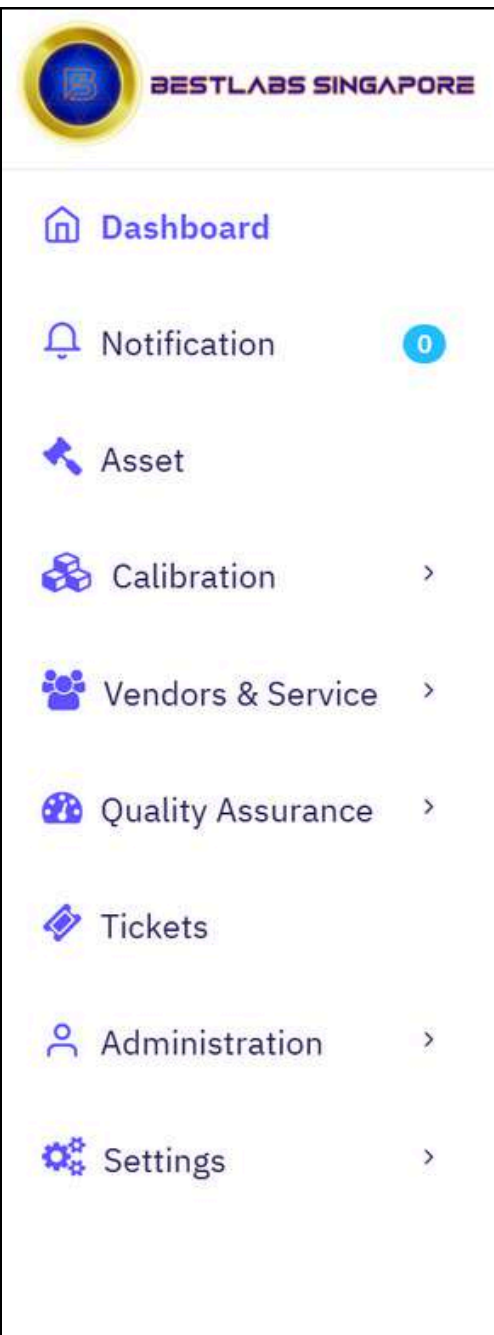 BESTLABS SINGAPORE
Dashboard
Notification 0
Asset
Calibration
Vendors & Service
Quality Assurance
Tickets
Administration
Settings